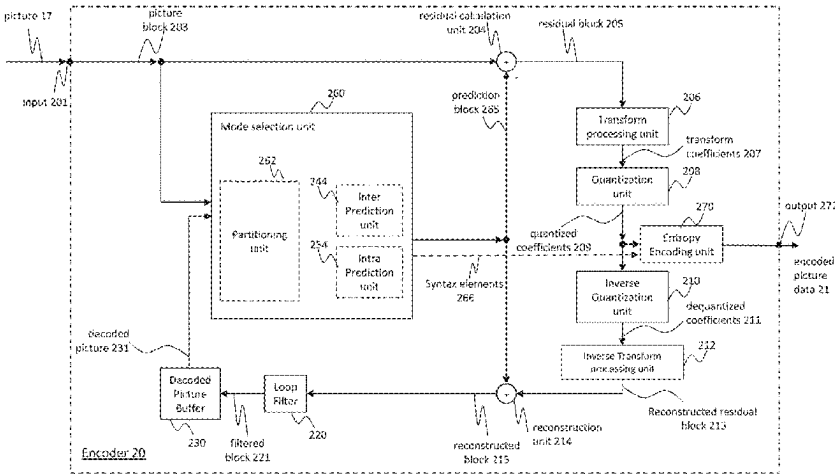 picture 17
picture
block 203
residual calculation
unit 204
residual block 205
input 201
260
Mode selection unit
prediction
block 265
206
Transform
processing unit
262
244
Inter
Prediction
unit
Partitioning
unit
254
Intra
Prediction
unit
transform
coefficients 207
208
Quantization
unit
270
output 272
quantized
coefficients 209
Entropy
Encoding unit
encoded
picture
data 21
Syntax elements
266
210
Inverse
Quantization
unit
dequantized
coefficients 211
decoded
picture 231
212
Inverse Transform
processing unit
Decoded
Picture
Buffer
Loop
Filter
Reconstructed residual
block 213
Encoder 20
230
filtered
block 221
220
reconstructed
block 215
reconstruction
unit 214